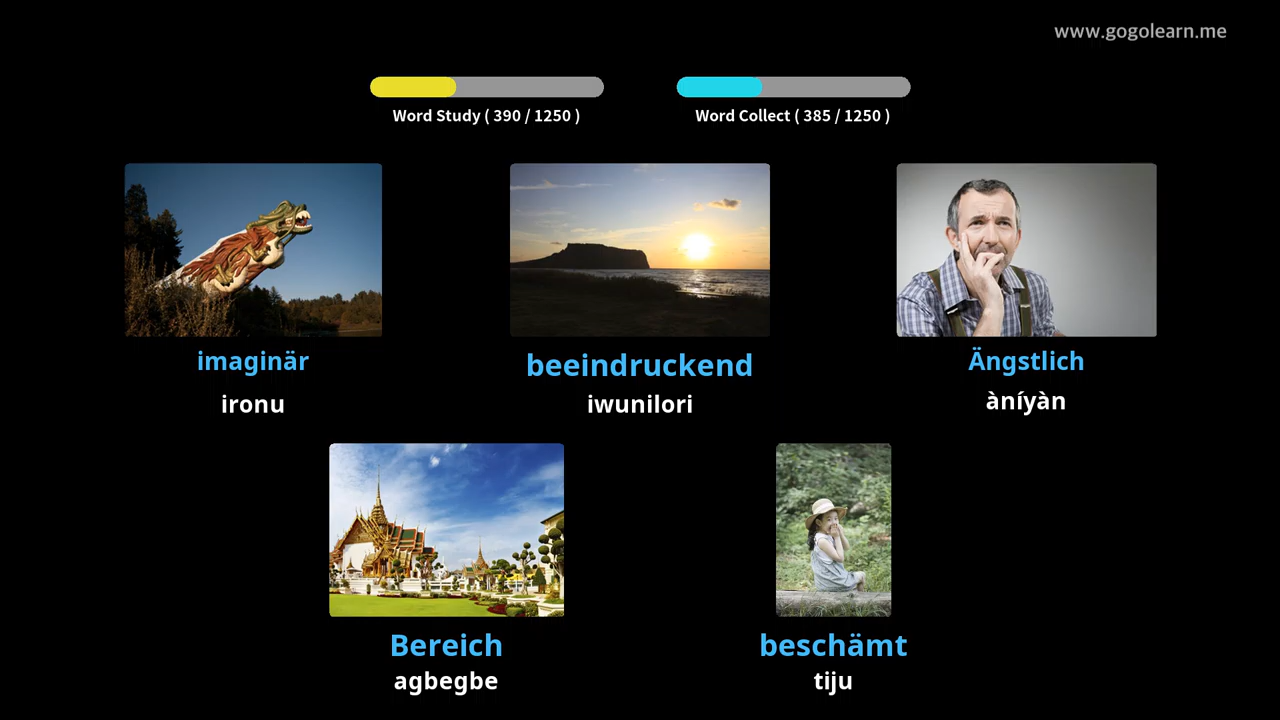 www.gogolearn.me
Word Study ( 390 / 1250 )
Word Collect ( 385 / 1250 )
imaginär
ironu
beeindruckend
iwunilori
Ängstlich
àníyàn
Bereich
agbegbe
beschämt
tiju